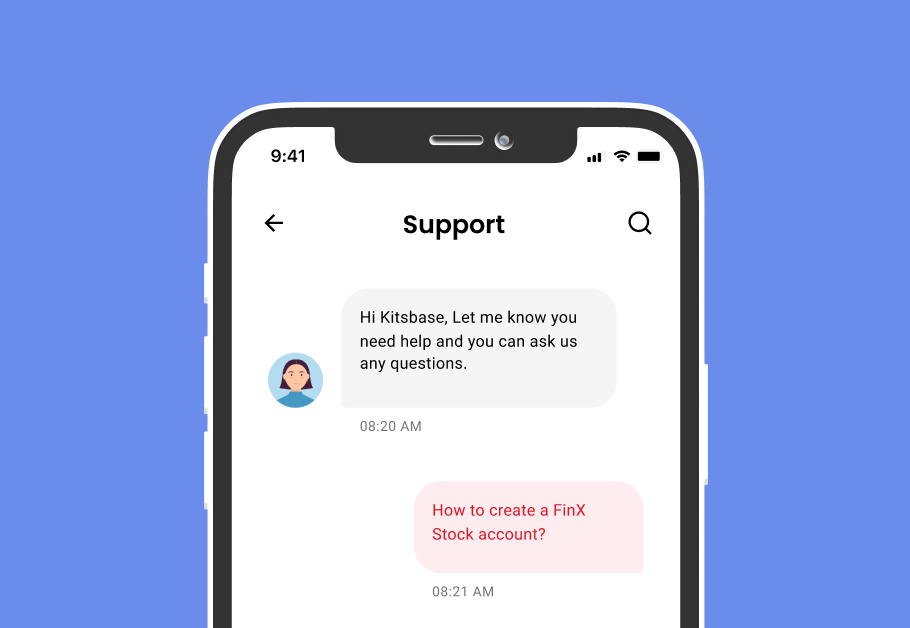 9:41
Support
Hi Kitsbase, Let me know you
need help and you can ask us
any questions.
08:20 AM
How to create a FinX
Stock account?
08:21 AM